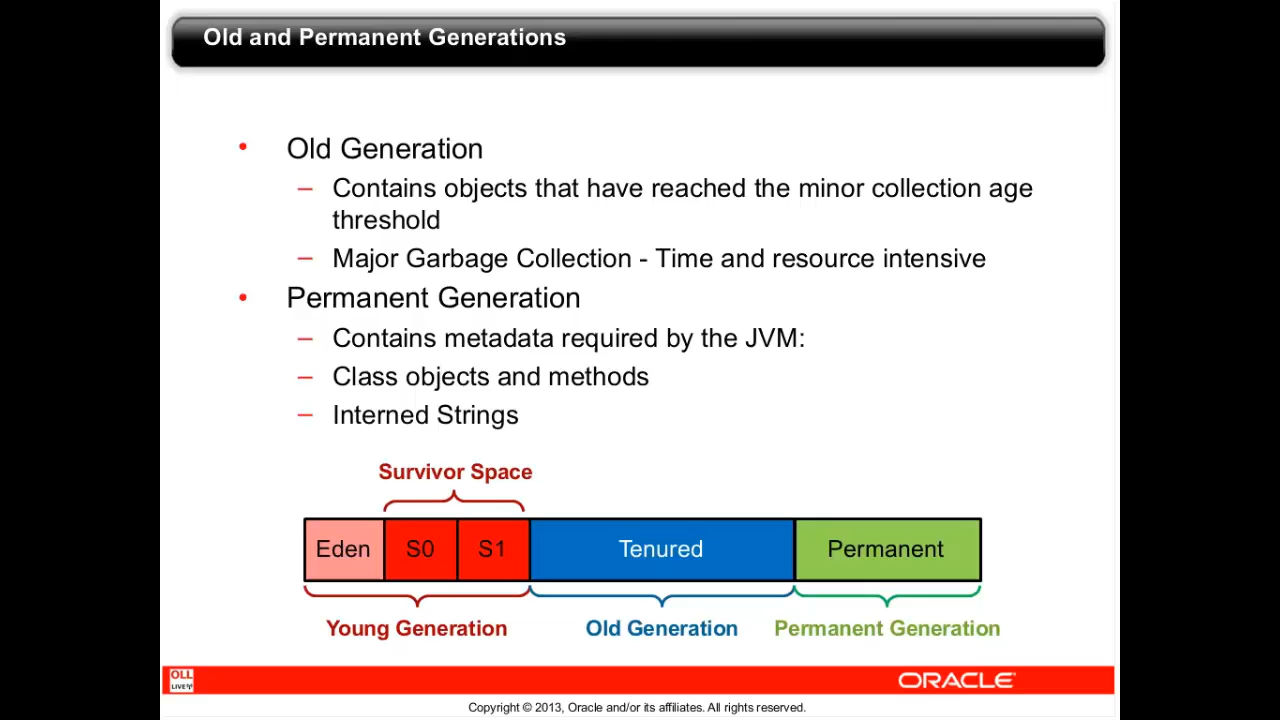 Old and Permanent Generations
• Old Generation
– Contains objects that have reached the minor collection age
threshold
– Major Garbage Collection - Time and resource intensive
• Permanent Generation
– Contains metadata required by the JVM:
– Class objects and methods
– Interned Strings
Survivor Space
Eden S0 S1 Tenured Permanent
Young Generation Old Generation Permanent Generation
OLL
LIVE
ORACLE
Copyright © 2013, Oracle and/or its affiliates. All rights reserved.